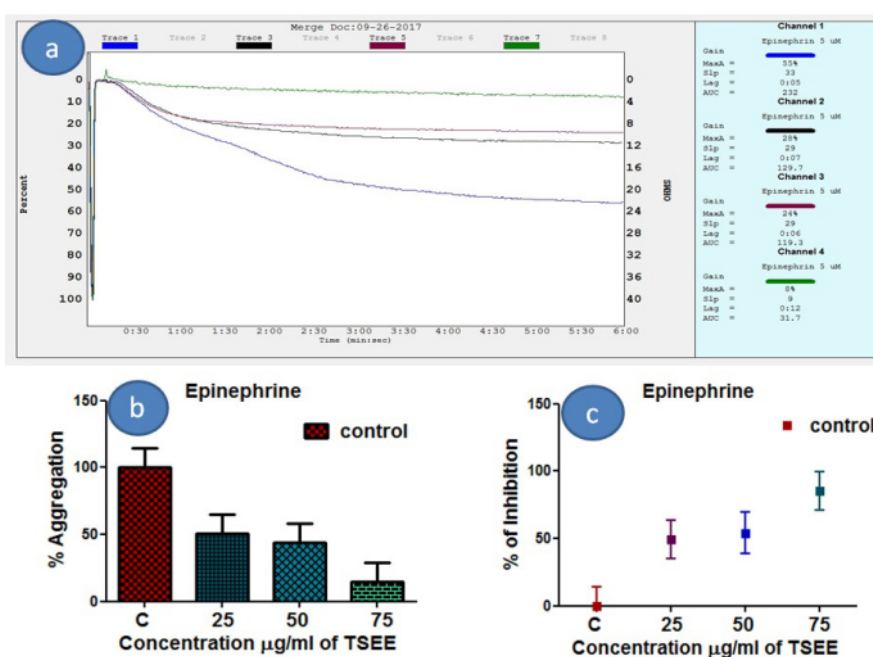 Merge Doc:09-26-2017
Trace 1 Trace 2 Trace 3 Trace 4 Trace 5 Trace 6 Trace 7 Trace 8
a
Percent
0
10
20
30
40
50
60
70
80
90
100
0
4
8
12
16
20
24
28
32
36
40
0:30 1:00 1:30 2:00 2:30 3:00 3:30 4:00 4:30 5:00 5:30 6:00
Time (min:sec)
Channel 1
Epinephrin 5 uM
Gain
MaxA = 55%
Slp = 33
Lag = 0:05
AUC = 232
Channel 2
Epinephrin 5 uM
Gain
MaxA = 28%
Slp = 29
Lag = 0:07
AUC = 129.7
Channel 3
Epinephrin 5 uM
Gain
MaxA = 24%
Slp = 29
Lag = 0:06
AUC = 119.3
Channel 4
Epinephrin 5 uM
Gain
MaxA = 8%
Slp = 9
Lag = 0:12
AUC = 31.7
b
Epinephrine
control
% Aggregation
150
100
50
0
C 25 50 75
Concentration μg/ml of TSEE
c
Epinephrine
control
% of Inhibition
150
100
50
0
C 25 50 75
Concentration μg/ml of TSEE